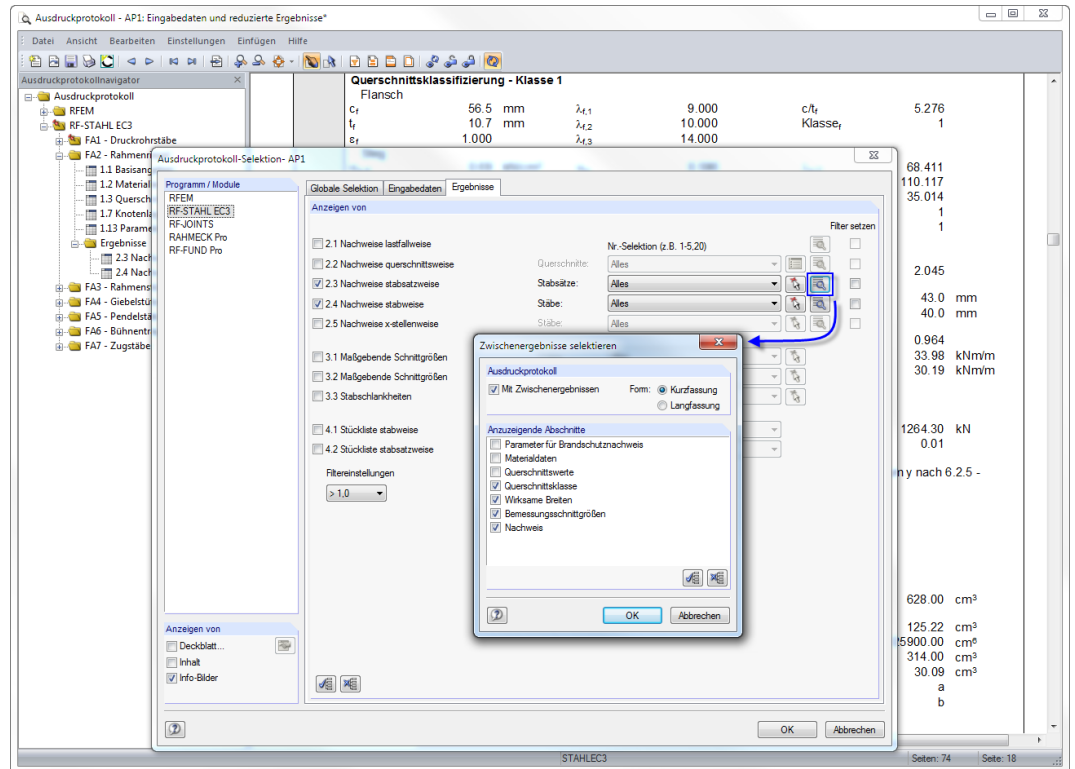 Ausdruckprotokoll - AP1: Eingabedaten und reduzierte Ergebnisse*
Datei Ansicht Bearbeiten Einstellungen Einfügen Hilfe
Ausdruckprotokollnavigator
Ausdruckprotokoll
RFEM
RF-STAHL EC3
FA1 - Druckrohrstäbe
FA2 - Rahmenri
1.1 Basisang
1.2 Material
1.3 Quersch
1.7 Knotenla
1.13 Parame
Ergebnisse
2.3 Nach
2.4 Nach
FA3 - Rahmenst
FA4 - Giebelstüt
FA5 - Pendelstä
FA6 - Bühnentr
FA7 - Zugstäbe
Querschnittsklassifizierung - Klasse 1
Flansch
cf 56.5 mm λf,1 9.000 c/tf 5.276
tf 10.7 mm λf,2 10.000 Klassef 1
εf 1.000 λf,3 14.000
Steg
68.411
110.117
35.014
1
1
2.045
43.0 mm
40.0 mm
0.964
33.98 kNm/m
30.19 kNm/m
1264.30 kN
0.01
n y nach 6.2.5 -
628.00 cm³
125.22 cm³
25900.00 cm⁶
314.00 cm³
30.09 cm³
a
b
Ausdruckprotokoll-Selektion- AP1
Programm / Module
RFEM
RF-STAHL EC3
RF-JOINTS
RAHMECK Pro
RF-FUND Pro
Anzeigen von
Deckblatt...
Inhalt
Info-Bilder
Globale Selektion Eingabedaten Ergebnisse
Anzeigen von
Filter setzen
2.1 Nachweise lastfallweise Nr.-Selektion (z.B. 1-5,20)
2.2 Nachweise querschnittsweise Querschnitte: Alles
2.3 Nachweise stabsatzweise Stabsätze: Alles
2.4 Nachweise stabweise Stäbe: Alles
2.5 Nachweise x-stellenweise Stäbe: Alles
3.1 Maßgebende Schnittgrößen
3.2 Maßgebende Schnittgrößen
3.3 Stabschlankheiten
4.1 Stückliste stabweise
4.2 Stückliste stabsatzweise
Filtereinstellungen
> 1,0
Zwischenergebnisse selektieren
Ausdruckprotokoll
Mit Zwischenergebnissen Form: Kurzfassung
Langfassung
Anzuzeigende Abschnitte
Parameter für Brandschutznachweis
Materialdaten
Querschnittswerte
Querschnittsklasse
Wirksame Breiten
Bemessungsschnittgrößen
Nachweis
OK Abbrechen
OK Abbrechen
STAHLEC3 Seiten: 74 Seite: 18